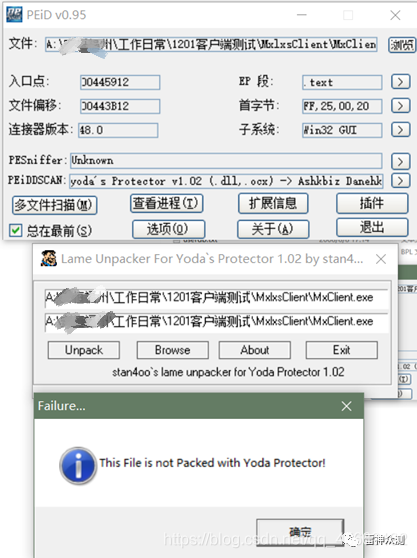 PEiD v0.95
文件: A:\工作日常\1201客户端测试\MxlxsClient\MxClien 浏览
入口点: 00445912 EP 段: .text >
文件偏移: 00443B12 首字节: FF,25,00,20 >
连接器版本: 48.0 子系统: Win32 GUI >
PESniffer: Unknown >
PEiDDSCAN: yoda's Protector v1.02 (.dll,.ocx) -> Ashkbiz Danehk >
多文件扫描(M) 查看进程(T) 扩展信息 插件
总在最前(S) 选项(O) 关于(A) 退出
Lame Unpacker For Yoda`s Protector 1.02 by stan4...
A:\州\工作日常\1201客户端测试\MxlxsClient\MxClient.exe
A:\州\工作日常\1201客户端测试\MxlxsClient\MxClient.exe
Unpack Browse About Exit
stan4oo`s lame unpacker for Yoda Protector 1.02
Failure...
This File is not Packed with Yoda Protector!
确定
https://blog.csdn.net/qq_
雷神众测